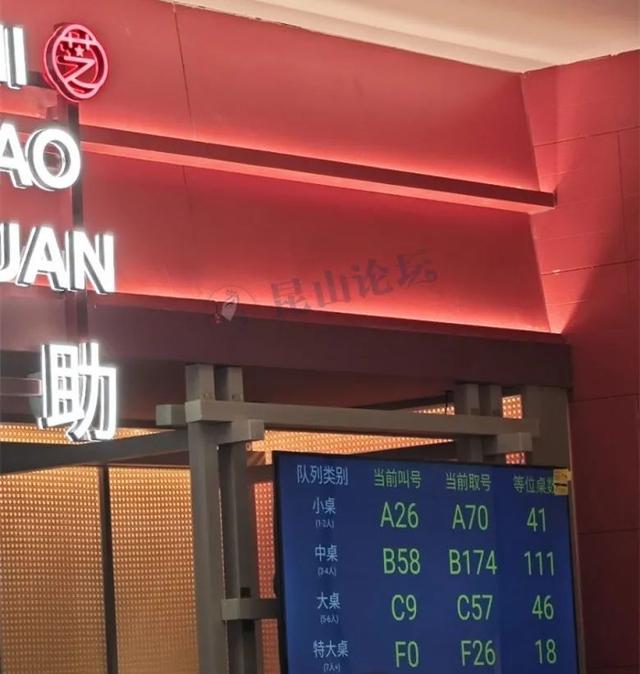 芝
AO
UAN
助
昆山论坛
队列类别 当前叫号 当前取号 等位桌数
小桌 A26 A70 41
(1-2人)
中桌 B58 B174 111
(3-4人)
大桌 C9 C57 46
(5-6人)
特大桌 F0 F26 18
(7人+)